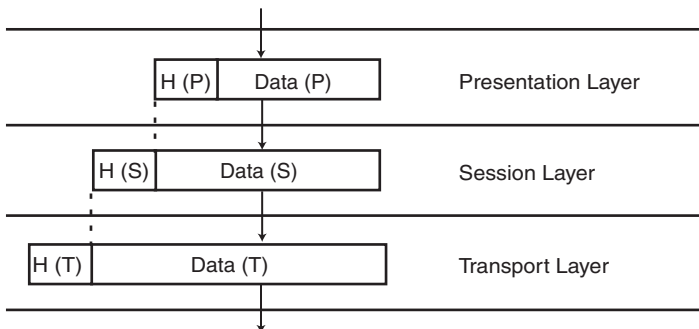 H (P) Data (P) Presentation Layer
H (S) Data (S) Session Layer
H (T) Data (T) Transport Layer